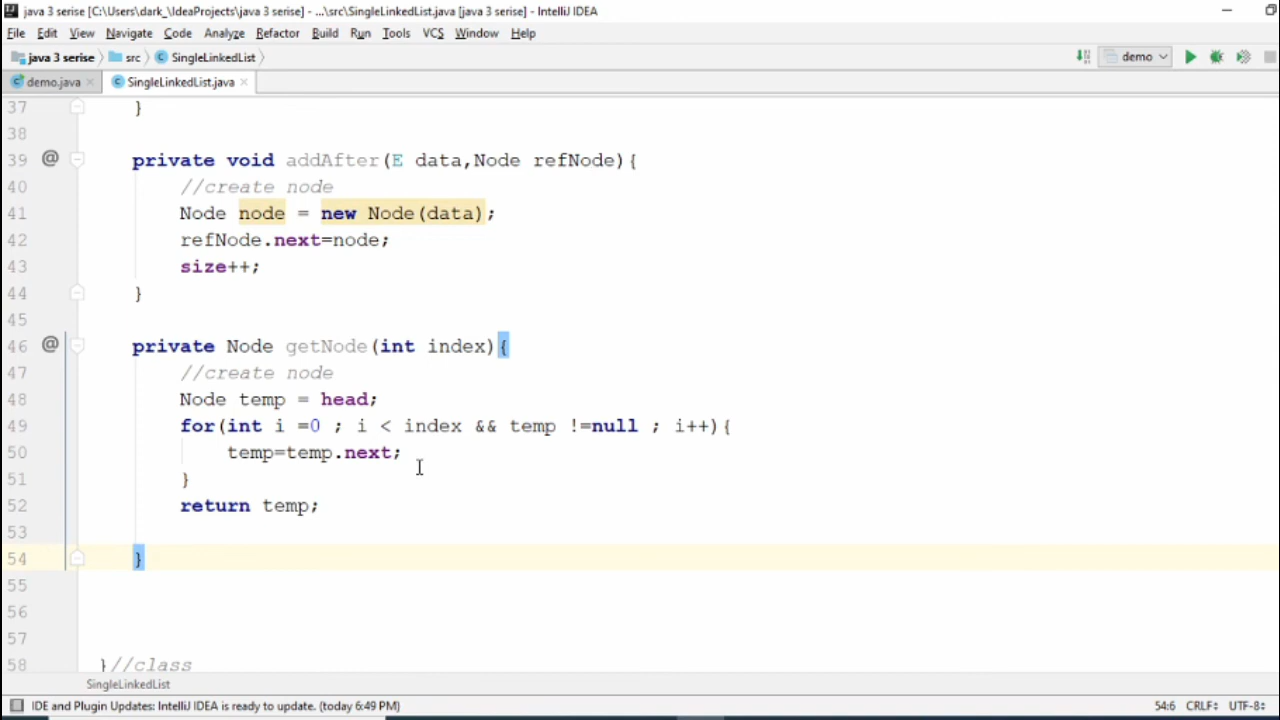 java 3 serise [C:\Users\dark_\IdeaProjects\java 3 serise] - ...\src\SingleLinkedList.java [java 3 serise] - IntelliJ IDEA
File Edit View Navigate Code Analyze Refactor Build Run Tools VCS Window Help
java 3 serise src SingleLinkedList demo
demo.java SingleLinkedList.java
37 }
38
39 @ private void addAfter(E data,Node refNode){
40 //create node
41 Node node = new Node(data);
42 refNode.next=node;
43 size++;
44 }
45
46 @ private Node getNode(int index){
47 //create node
48 Node temp = head;
49 for(int i =0 ; i < index && temp !=null ; i++){
50 temp=temp.next;
51 }
52 return temp;
53
54 }
55
56
57
58 }//class
SingleLinkedList
IDE and Plugin Updates: IntelliJ IDEA is ready to update. (today 6:49 PM) 54:6 CRLF UTF-8